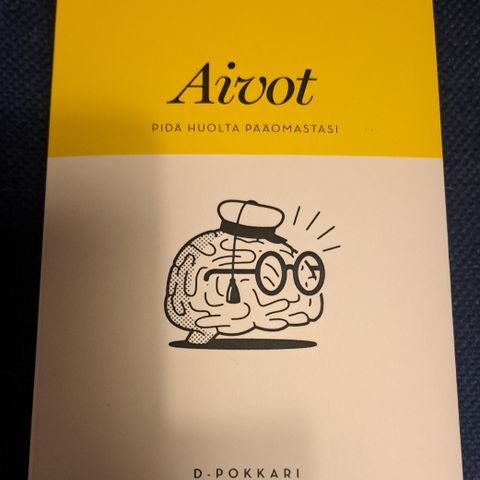 Aivot
PIDÄ HUOLTA PÄÄOMASTASI
D-POKKARI